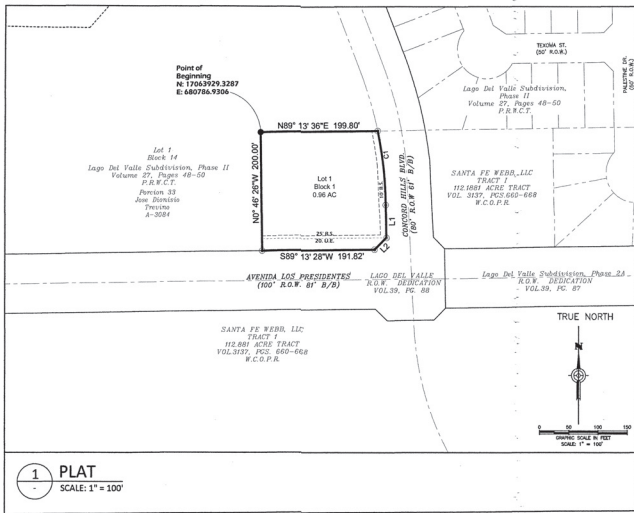 TEXOMA ST.
(50' R.O.W.)
PALESTINE DR.
(50' R.O.W.)
Point of
Beginning
N: 17063929.3287
E: 680786.9306
Lago Del Valle Subdivision,
Phase II
Volume 27, Pages 48-50
P.R.W.C.T.
N89° 13' 36"E 199.80'
Lot 1
Block 14
Lago Del Valle Subdivision, Phase II
Volume 27, Pages 48-50
P.R.W.C.T.
Porcion 33
Jose Dionisio
Trevino
A-3084
N0° 46' 26"W 200.00'
Lot 1
Block 1
0.96 AC
C1
L1
L2
CONCORD HILLS BLVD.
(80' R.O.W 61' B/B)
SANTA FE WEBB, LLC
TRACT 1
112.1881 ACRE TRACT
VOL. 3137, PGS.660-668
W.C.O.P.R.
25' B.S.
20' U.E.
S89° 13' 28"W 191.82'
AVENIDA LOS PRESIDENTES
(100' R.O.W. 81' B/B)
LAGO DEL VALLE
R.O.W. DEDICATION
VOL.39, PG. 88
Lago Del Valle Subdivision, Phase 2A
R.O.W. DEDICATION
VOL.39, PG. 87
SANTA FE WEBB, LLC
TRACT 1
112.881 ACRE TRACT
VOL.3137, PGS. 660-668
W.C.O.P.R.
TRUE NORTH
N
0 50 100 150
GRAPHIC SCALE IN FEET
SCALE: 1" = 100'
1
-
PLAT
SCALE: 1" = 100'